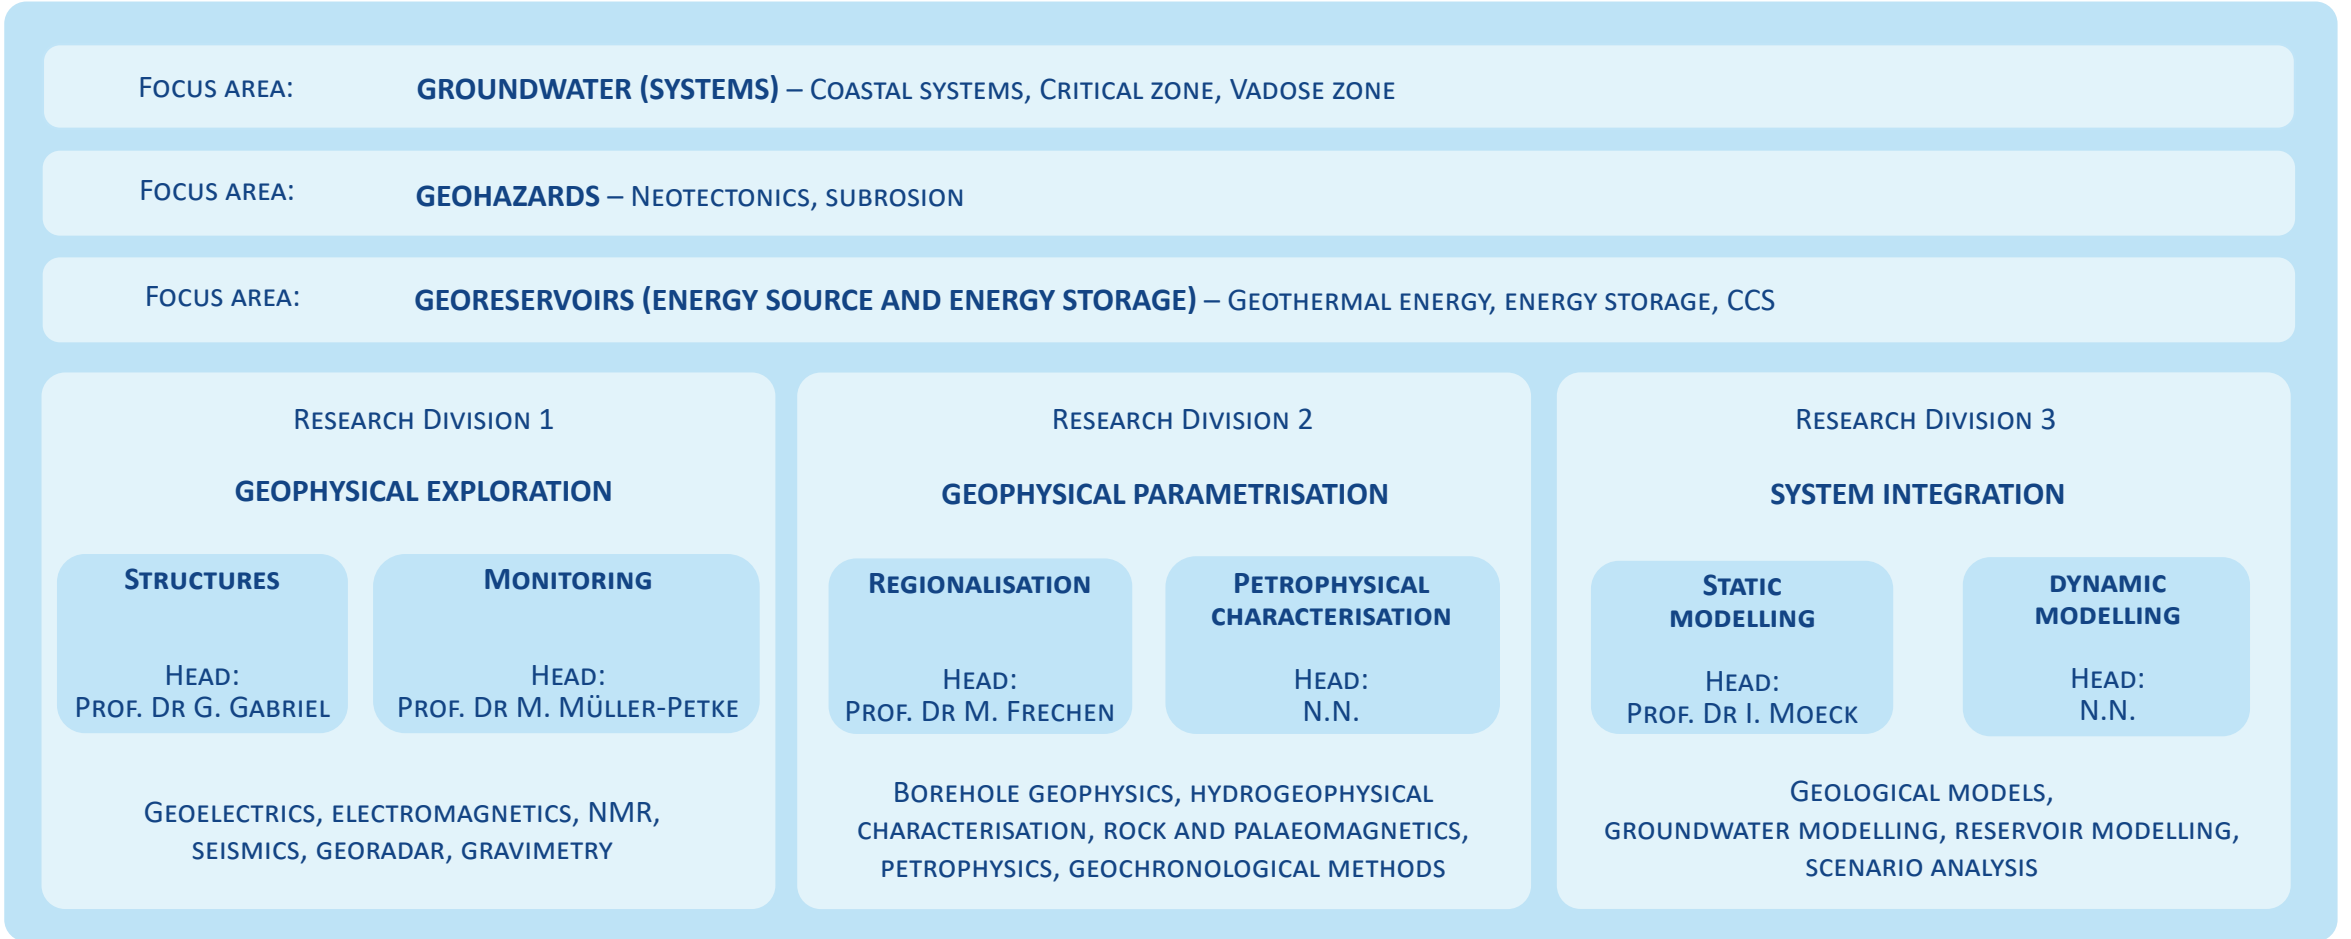 Focus area: GROUNDWATER (SYSTEMS) – Coastal systems, Critical zone, Vadose zone
Focus area: GEOHAZARDS – Neotectonics, subrosion
Focus area: GEORESERVOIRS (ENERGY SOURCE AND ENERGY STORAGE) – Geothermal energy, energy storage, CCS
Research Division 1
GEOPHYSICAL EXPLORATION
Structures
Head:
Prof. Dr G. Gabriel
Monitoring
Head:
Prof. Dr M. Müller-Petke
Geoelectrics, electromagnetics, NMR,
seismics, georadar, gravimetry
Research Division 2
GEOPHYSICAL PARAMETRISATION
Regionalisation
Head:
Prof. Dr M. Frechen
Petrophysical
characterisation
Head:
N.N.
Borehole geophysics, hydrogeophysical
characterisation, rock and palaeomagnetics,
petrophysics, geochronological methods
Research Division 3
SYSTEM INTEGRATION
Static
modelling
Head:
Prof. Dr I. Moeck
dynamic
modelling
Head:
N.N.
Geological models,
groundwater modelling, reservoir modelling,
scenario analysis